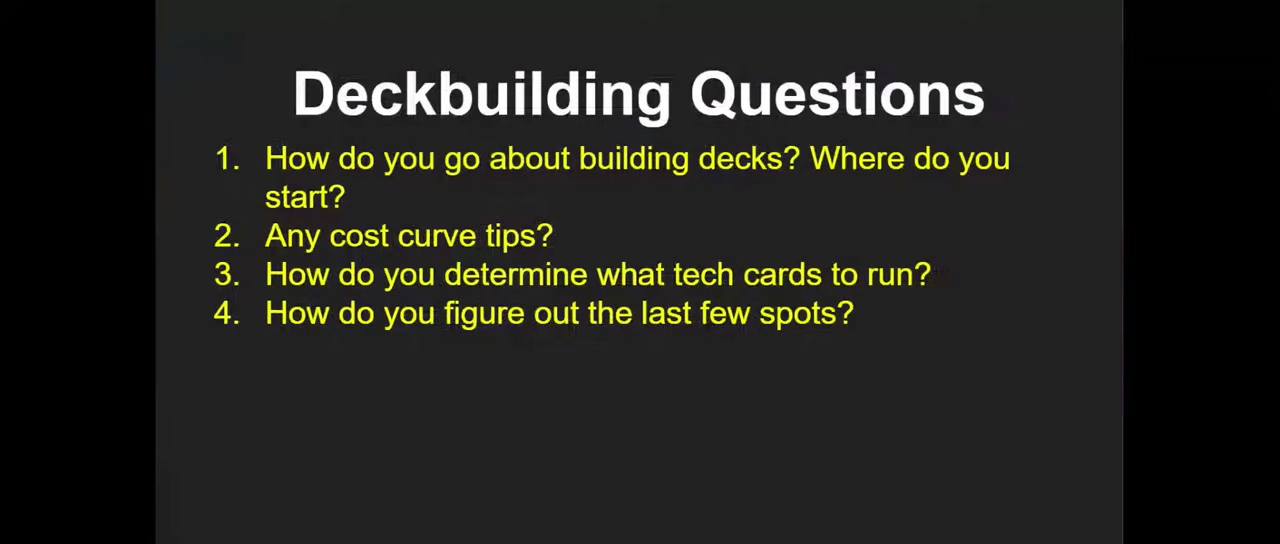 Deckbuilding Questions
1. How do you go about building decks? Where do you
start?
2. Any cost curve tips?
3. How do you determine what tech cards to run?
4. How do you figure out the last few spots?